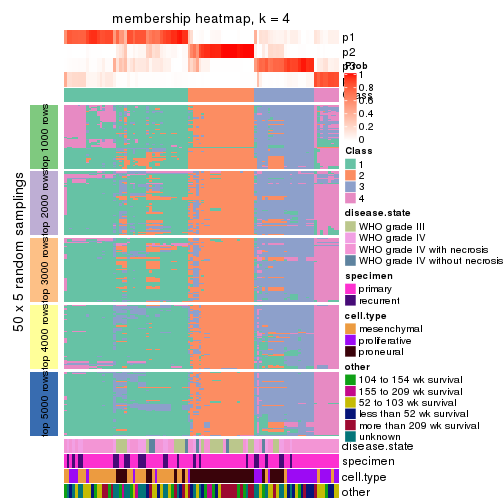 membership heatmap, k = 4
p1
p2
p3
Prob
1
0.8
0.6
0.4
0.2
0
Class
Class
1
2
3
4
50 x 5 random samplings
top 1000 rows
top 2000 rows
top 3000 rows
top 4000 rows
top 5000 rows
disease.state
WHO grade III
WHO grade IV
WHO grade IV with necrosis
WHO grade IV without necrosis
specimen
primary
recurrent
cell.type
mesenchymal
proliferative
proneural
other
104 to 154 wk survival
155 to 209 wk survival
52 to 103 wk survival
less than 52 wk survival
more than 209 wk survival
unknown
disease.state
specimen
cell.type
other